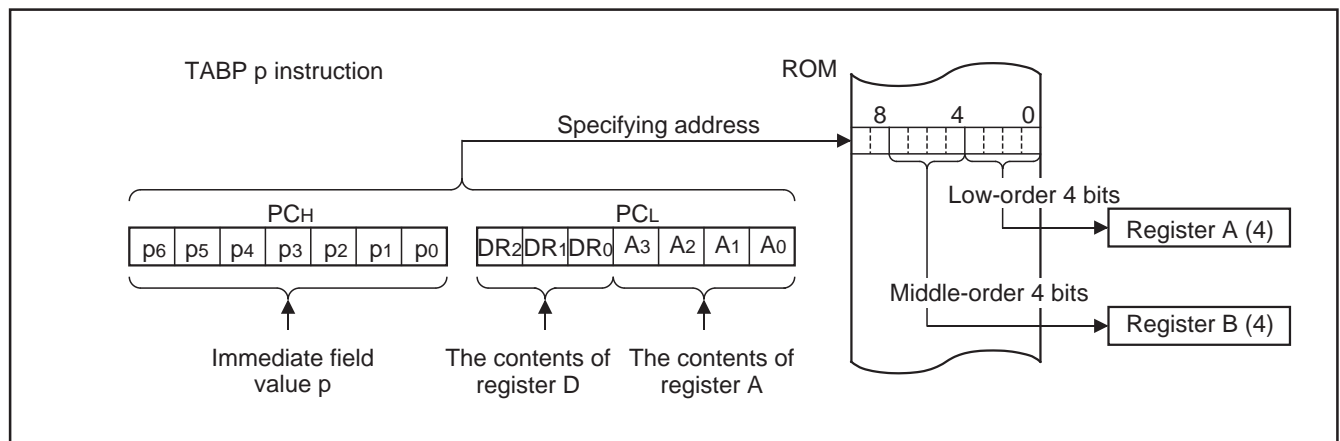 TABP p instruction
ROM
8 4 0
Specifying address
Low-order 4 bits
Register A (4)
PCH PCL
p6 p5 p4 p3 p2 p1 p0 DR2 DR1 DR0 A3 A2 A1 A0
Middle-order 4 bits
Register B (4)
Immediate field
value p
The contents of
register D
The contents of
register A